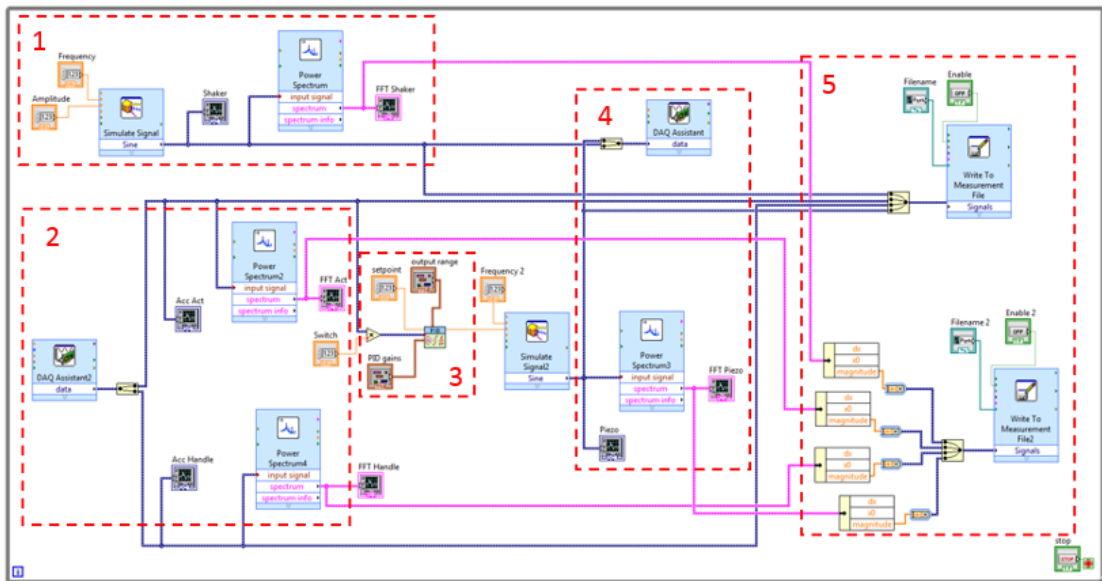 1
Frequency
Amplitude
Simulate Signal
Sine
Shaker
Power
Spectrum
input signal
spectrum
spectrum info
FFT Shaker
2
DAQ Assistant2
data
Acc Act
Power
Spectrum2
input signal
spectrum
spectrum info
FFT Act
Switch
Acc Handle
Power
Spectrum4
input signal
spectrum
spectrum info
FFT Handle
3
setpoint
output range
PID gains
PID
Frequency 2
Simulate
Signal2
Sine
4
DAQ Assistant
data
Power
Spectrum3
input signal
spectrum
spectrum info
FFT Piezo
Piezo
5
Filename
Enable
OFF
Write To
Measurement
File
Signals
Filename 2
Enable 2
OFF
Write To
Measurement
File2
Signals
dx
x0
magnitude
dx
x0
magnitude
dx
x0
magnitude
dx
x0
magnitude
stop
STOP
i